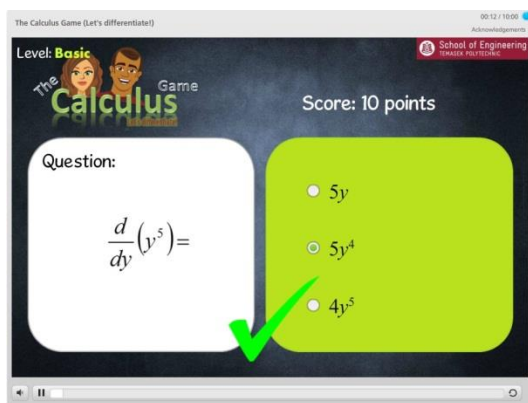 The Calculus Game (Let's differentiate!)
00:12 / 10:00
Acknowledgements
Level: Basic
School of Engineering
TEMASEK POLYTECHNIC
The
Game
Calculus
Score: 10 points
Question:
d/dy (y⁵)=
5y
5y⁴
4y⁵